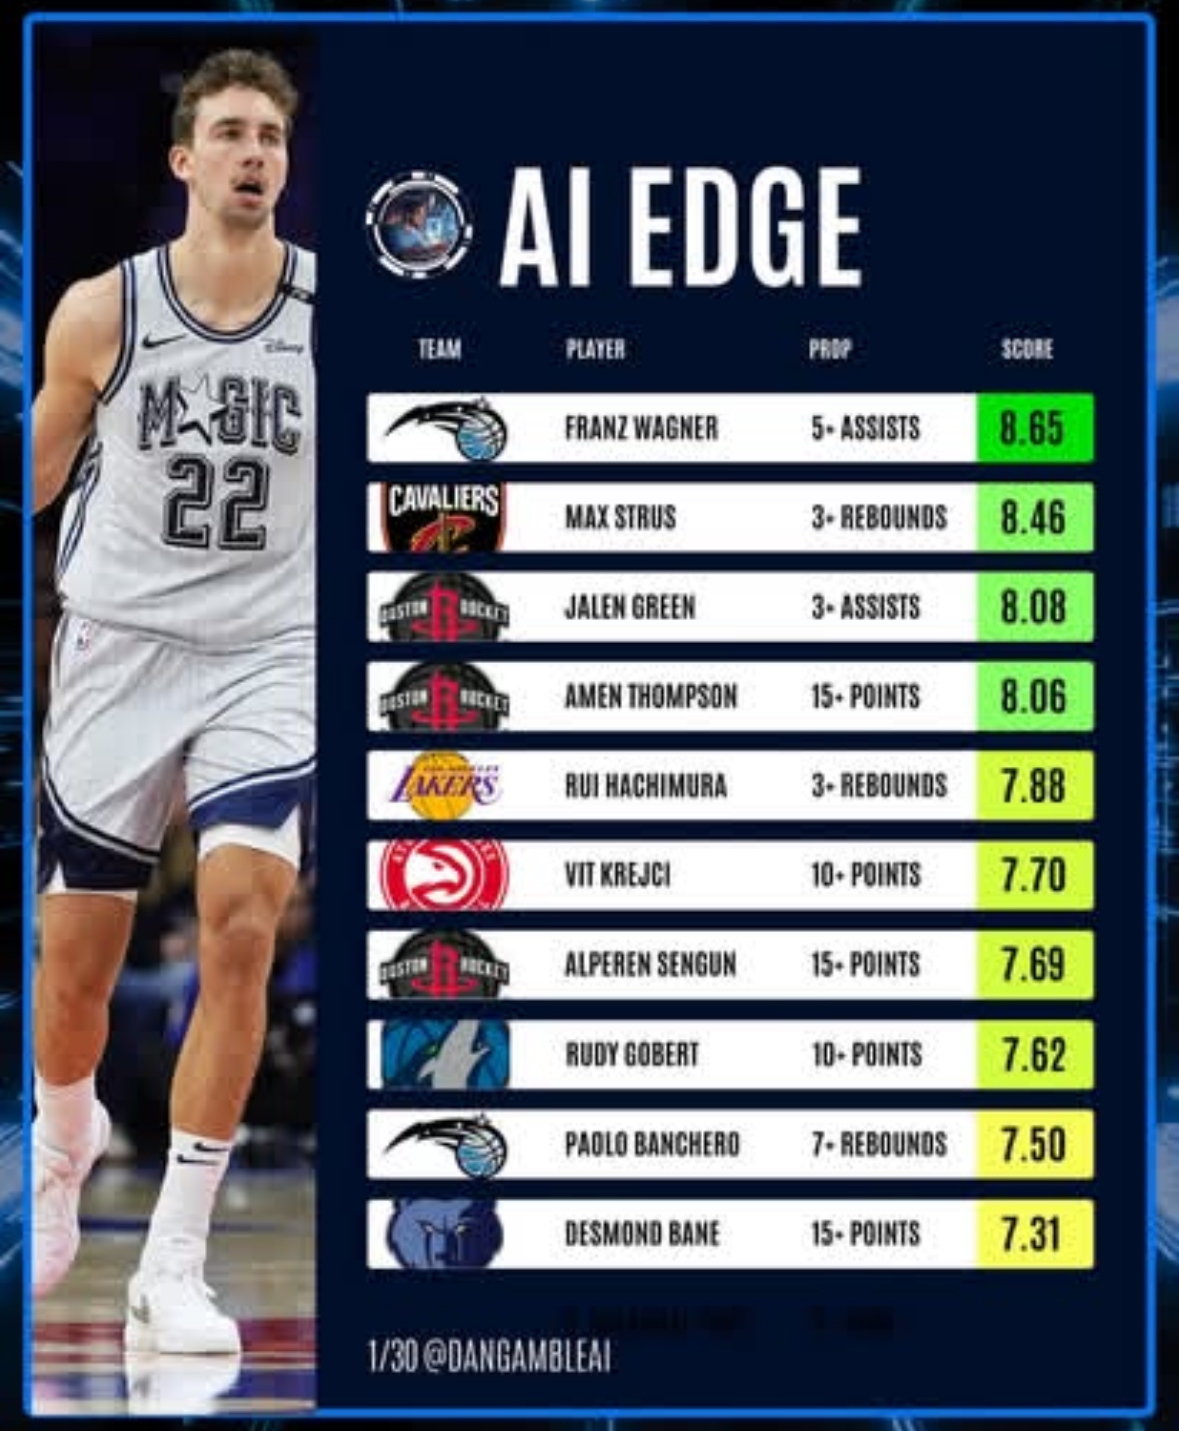 AI EDGE
TEAM PLAYER PROP SCORE
FRANZ WAGNER 5+ ASSISTS 8.65
CAVALIERS
MAX STRUS 3+ REBOUNDS 8.46
JALEN GREEN 3+ ASSISTS 8.08
AMEN THOMPSON 15+ POINTS 8.06
LAKERS
RUI HACHIMURA 3+ REBOUNDS 7.88
VIT KREJCI 10+ POINTS 7.70
ALPEREN SENGUN 15+ POINTS 7.69
RUDY GOBERT 10+ POINTS 7.62
PAOLO BANCHERO 7+ REBOUNDS 7.50
DESMOND BANE 15+ POINTS 7.31
1/30 @DANGAMBLEAI
Disney
MAGIC
22